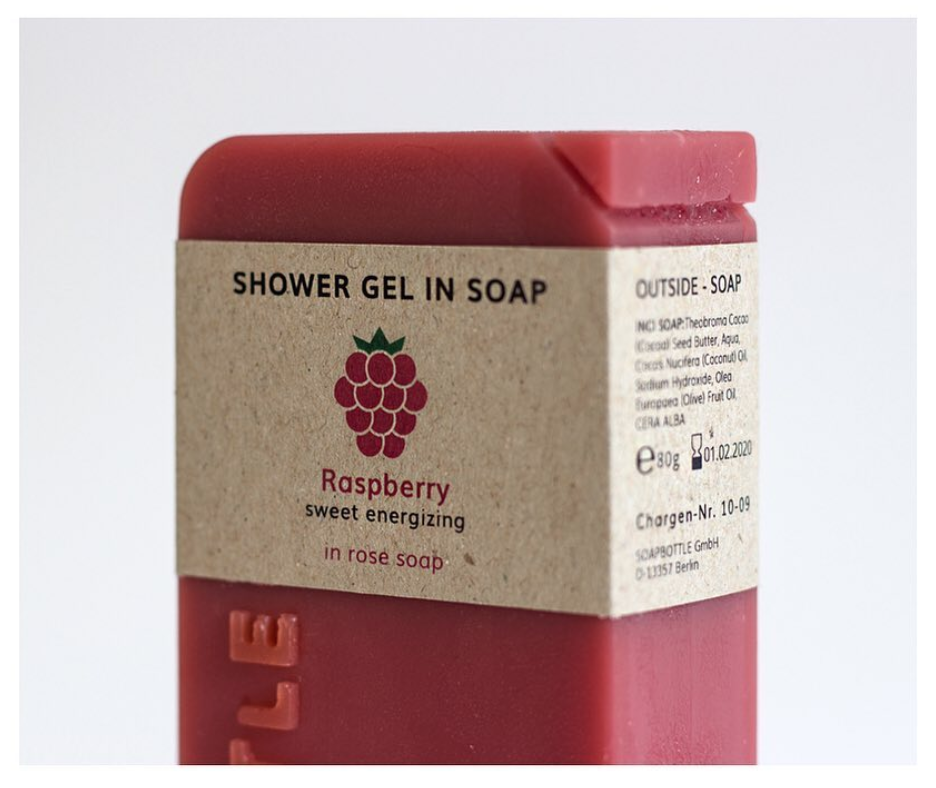 SHOWER GEL IN SOAP
Raspberry
sweet energizing
in rose soap
OUTSIDE - SOAP
INCI SOAP: Theobroma Cacao
(Cocoa) Seed Butter, Aqua,
Cocos Nucifera (Coconut) Oil,
Sodium Hydroxide, Olea
Europaea (Olive) Fruit Oil.
CERA ALBA
e 80g 01.02.2020
Chargen-Nr. 10-09
SOAPBOTTLE GmbH
D-13357 Berlin
TLE